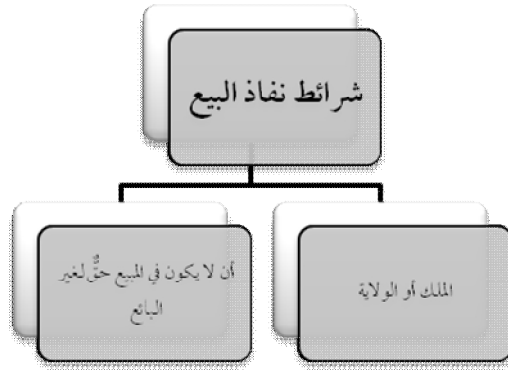 شرائط نفاذ البيع
الملك أو الولاية
أن لا يكون في المبيع حقٌّ لغير
البائع